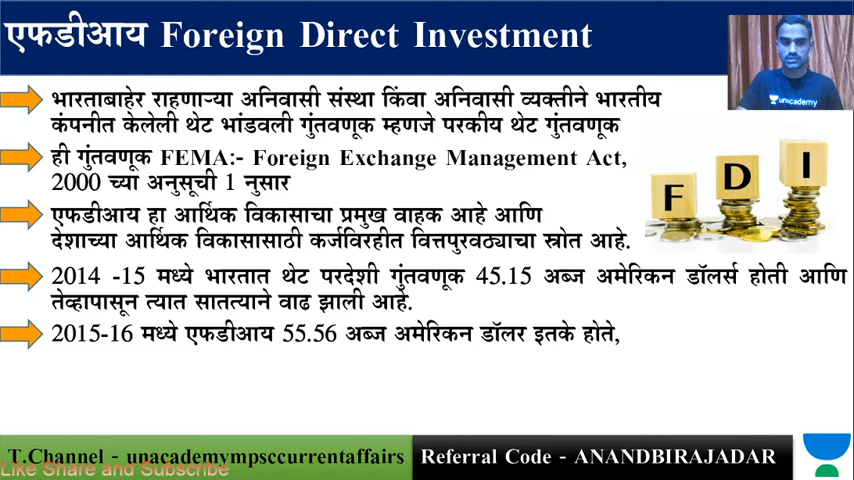 एफडीआय Foreign Direct Investment
unacademy
भारताबाहेर राहणाऱ्या अनिवासी संस्था किंवा अनिवासी व्यक्तीने भारतीय
कंपनीत केलेली थेट भांडवली गुंतवणूक म्हणजे परकीय थेट गुंतवणूक
ही गुंतवणूक FEMA:- Foreign Exchange Management Act,
2000 च्या अनुसूची 1 नुसार
एफडीआय हा आर्थिक विकासाचा प्रमुख वाहक आहे आणि
देशाच्या आर्थिक विकासासाठी कर्जविरहीत वित्तपुरवठ्याचा स्त्रोत आहे.
F D I
2014 -15 मध्ये भारतात थेट परदेशी गुंतवणूक 45.15 अब्ज अमेरिकन डॉलर्स होती आणि
तेव्हापासून त्यात सातत्याने वाढ झाली आहे.
2015-16 मध्ये एफडीआय 55.56 अब्ज अमेरिकन डॉलर इतके होते,
T.Channel - unacademympsccurrentaffairs
Referral Code - ANANDBIRAJADAR
Like Share and Subscribe